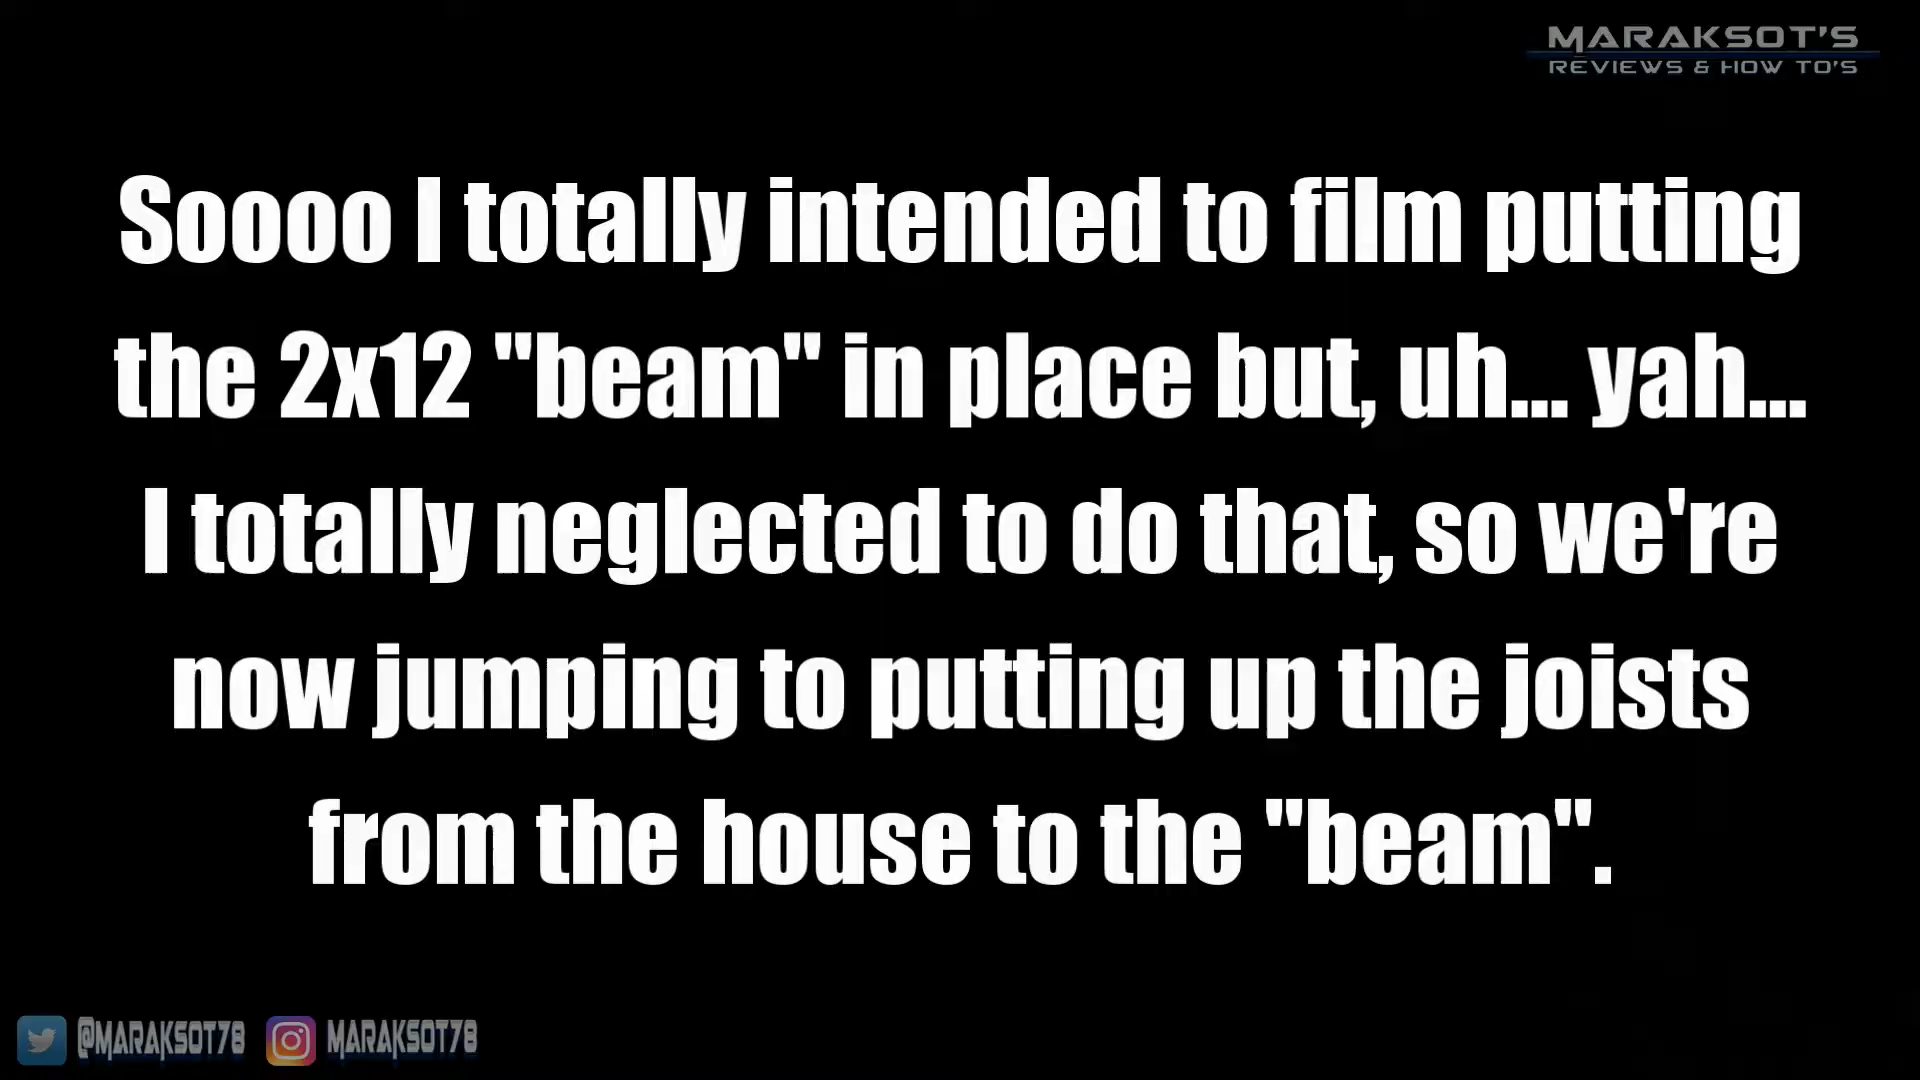 MARAKSOT'S
REVIEWS & HOW TO'S
Soooo I totally intended to film putting
the 2x12 "beam" in place but, uh... yah...
I totally neglected to do that, so we're
now jumping to putting up the joists
from the house to the "beam".
@MARAKSOT78 MARAKSOT78